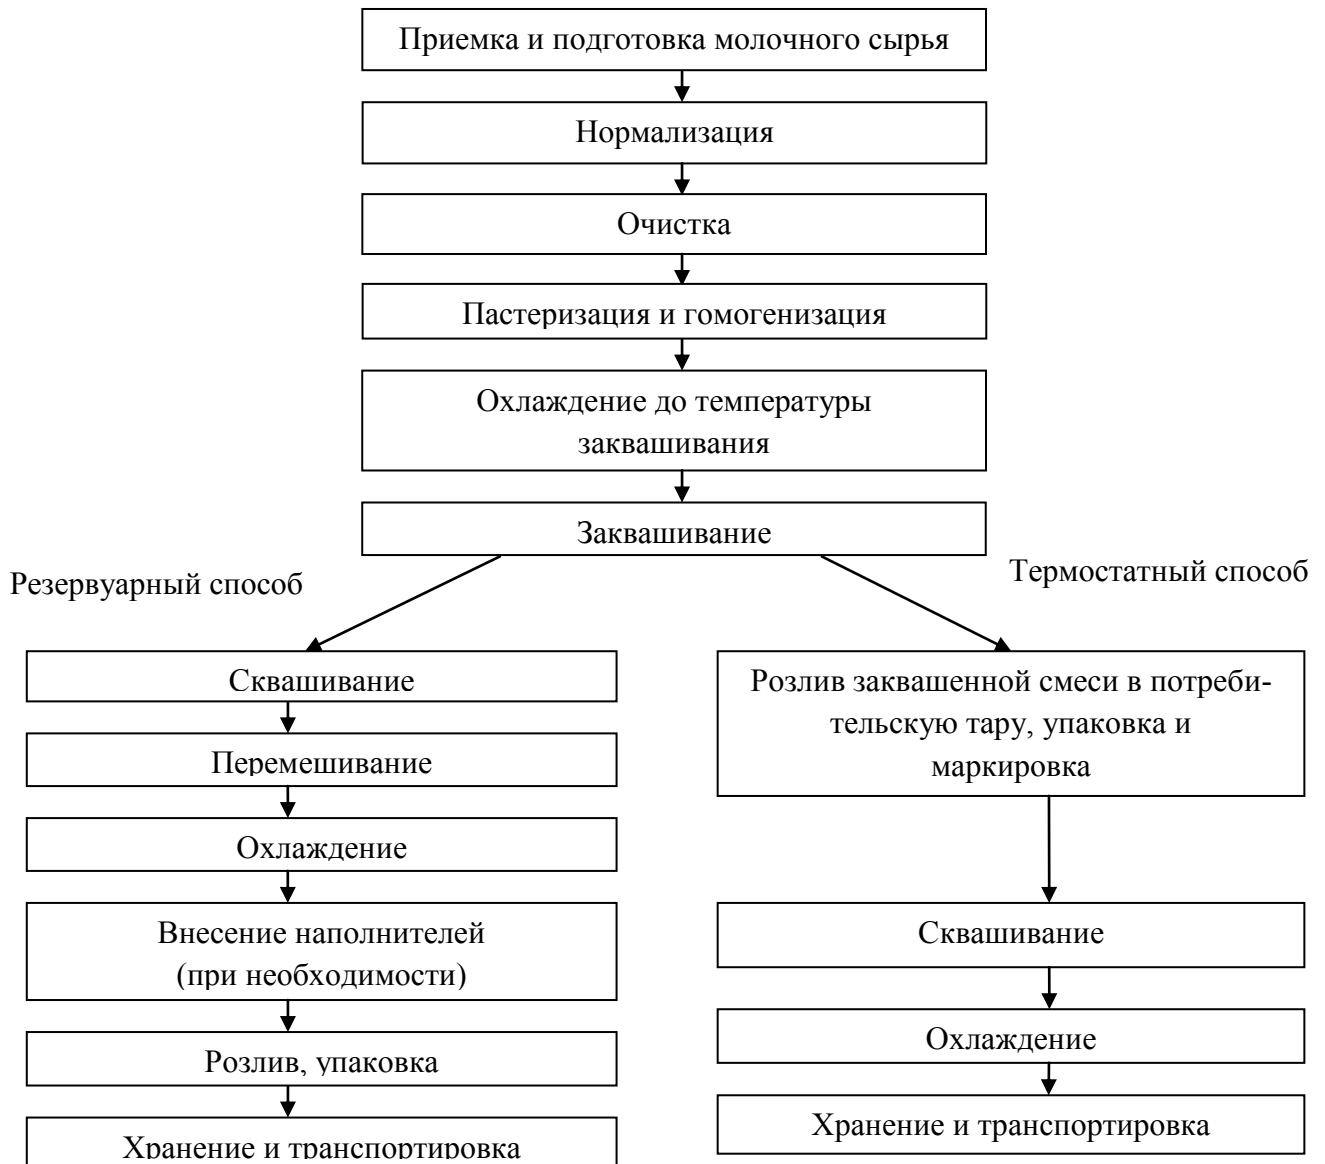 Приемка и подготовка молочного сырья
Нормализация
Очистка
Пастеризация и гомогенизация
Охлаждение до температуры
заквашивания
Заквашивание
Резервуарный способ
Термостатный способ
Сквашивание
Перемешивание
Охлаждение
Внесение наполнителей
(при необходимости)
Розлив, упаковка
Хранение и транспортировка
Розлив заквашенной смеси в потреби-
тельскую тару, упаковка и
маркировка
Сквашивание
Охлаждение
Хранение и транспортировка